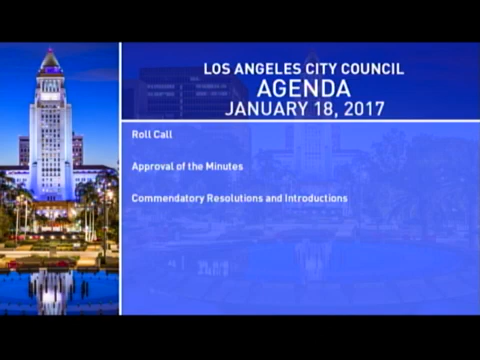 LOS ANGELES CITY COUNCIL
AGENDA
JANUARY 18, 2017
Roll Call
Approval of the Minutes
Commendatory Resolutions and Introductions